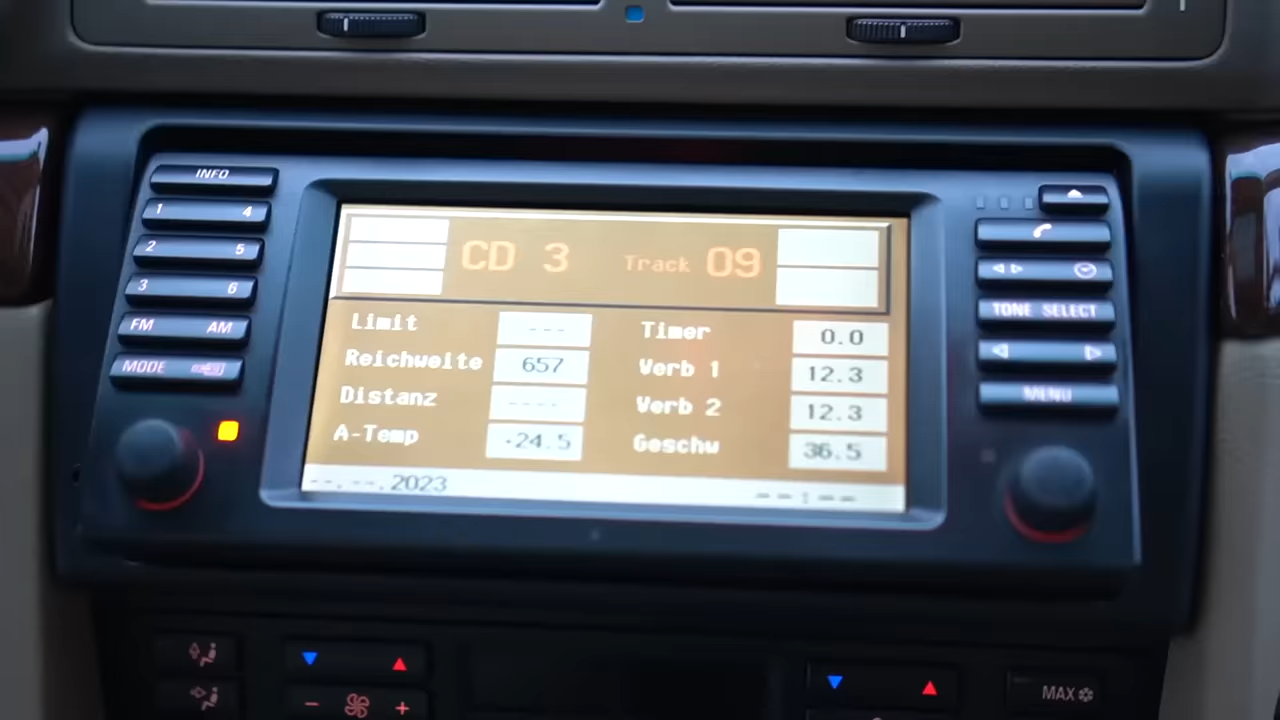 INFO
1 4
2 5
3 6
FM AM
MODE
CD 3 Track 09
Limit ---
Reichweite 657
Distanz ----
A-Temp -24.5
Timer 0.0
Verb 1 12.3
Verb 2 12.3
Geschw 36.5
--.--.2023 --:--
TONE SELECT
MENU
MAX